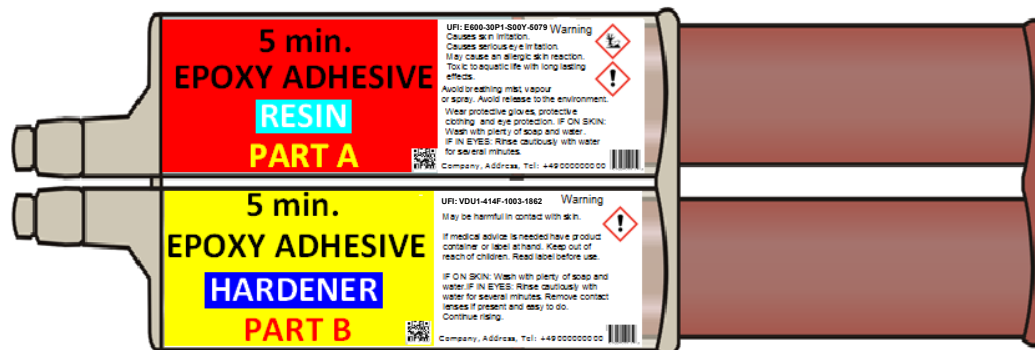 5 min.
EPOXY ADHESIVE
RESIN
PART A
UFI: E600-30P1-S00Y-5079 Warning
Causes skin irritation.
Causes serious eye irritation.
May cause an allergic skin reaction.
Toxic to aquatic life with long lasting
effects.
Avoid breathing mist, vapour
or spray. Avoid release to the environment.
Wear protective gloves, protective
clothing and eye protection. IF ON SKIN:
Wash with plenty of soap and water.
IF IN EYES: Rinse cautiously with water
for several minutes.
Company, Address, Tel: +49000000000
5 min.
EPOXY ADHESIVE
HARDENER
PART B
UFI: VDU1-414F-1003-1862 Warning
May be harmful in contact with skin.
If medical advice is needed have product
container or label at hand. Keep out of
reach of children. Read label before use.
IF ON SKIN: Wash with plenty of soap and
water.IF IN EYES: Rinse cautiously with
water for several minutes. Remove contact
lenses if present and easy to do.
Continue rising.
Company, Address, Tel: +49000000000